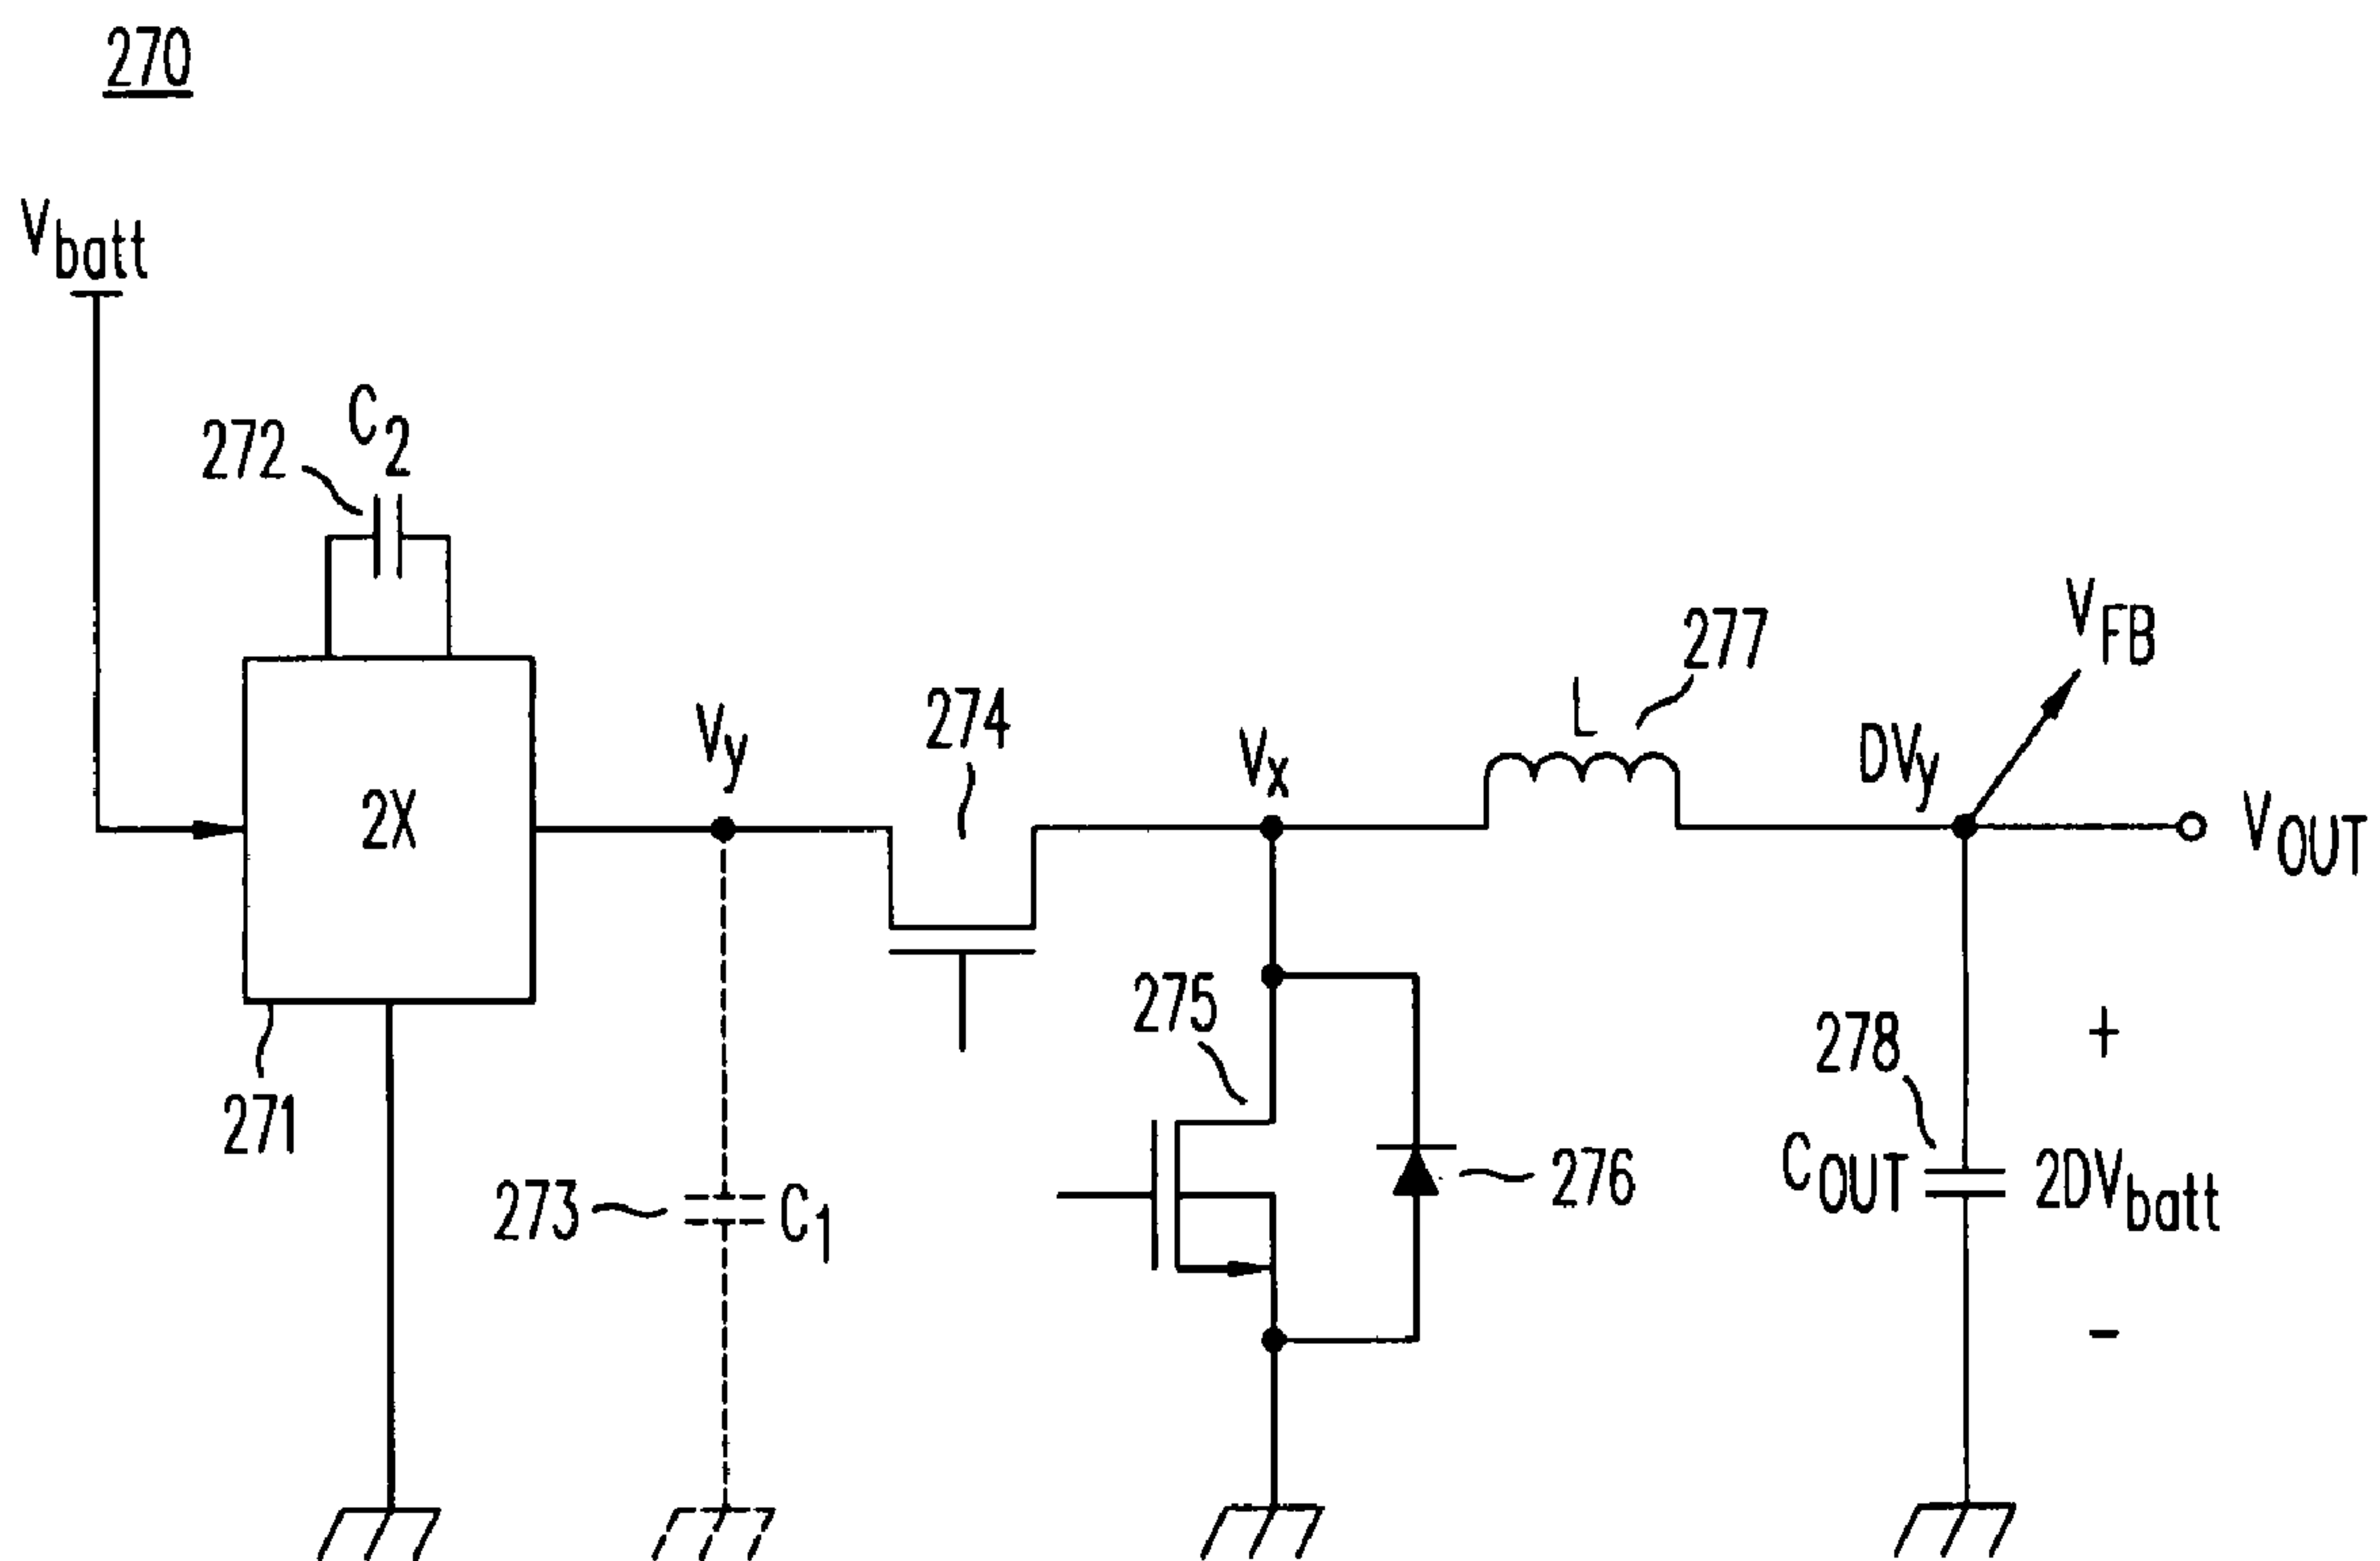 270
Vbatt
C2
272
2X
271
Vy
274
273
C1
Vx
275
276
L
277
DVy
VFB
VOUT
278
COUT
+
2DVbatt
-